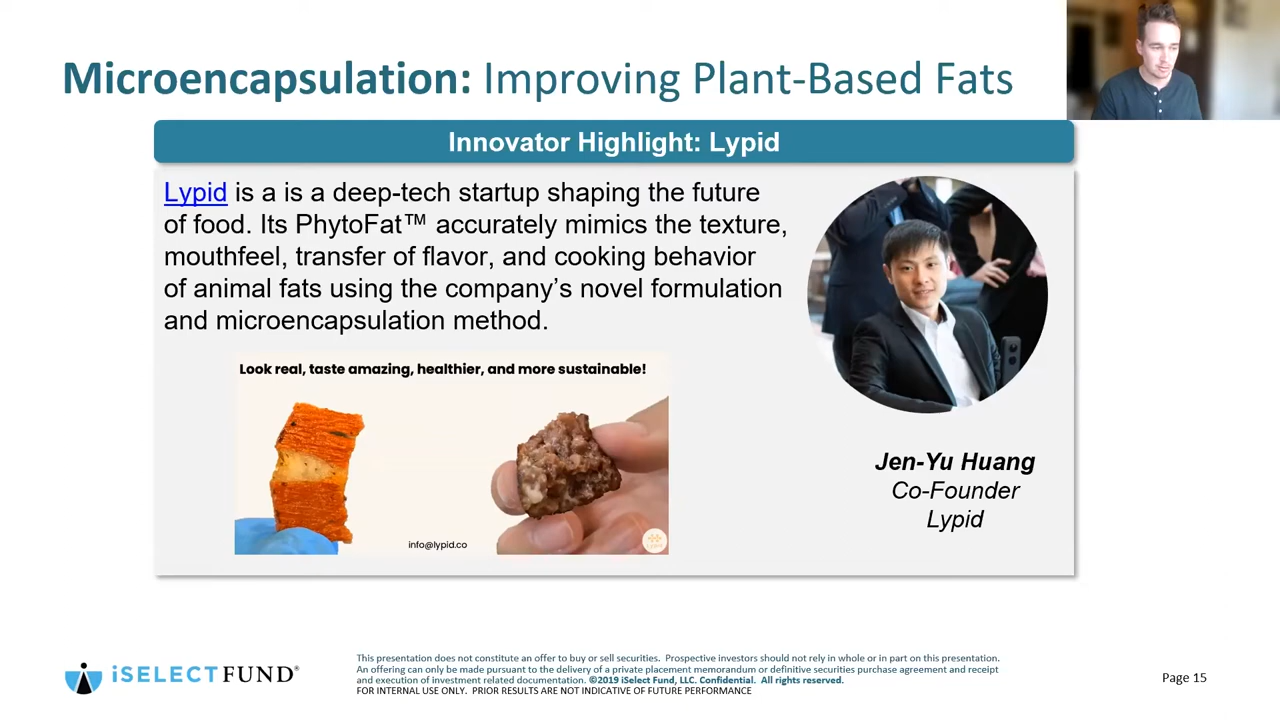 Microencapsulation: Improving Plant-Based Fats
Innovator Highlight: Lypid
Lypid is a is a deep-tech startup shaping the future
of food. Its PhytoFat™ accurately mimics the texture,
mouthfeel, transfer of flavor, and cooking behavior
of animal fats using the company’s novel formulation
and microencapsulation method.
Look real, taste amazing, healthier, and more sustainable!
info@lypid.co
Jen-Yu Huang
Co-Founder
Lypid
iSELECTFUND®
This presentation does not constitute an offer to buy or sell securities. Prospective investors should not rely in whole or in part on this presentation.
An offering can only be made pursuant to the delivery of a private placement memorandum or definitive securities purchase agreement and receipt
and execution of investment related documentation. ©2019 iSelect Fund, LLC. Confidential. All rights reserved.
FOR INTERNAL USE ONLY. PRIOR RESULTS ARE NOT INDICATIVE OF FUTURE PERFORMANCE
Page 15